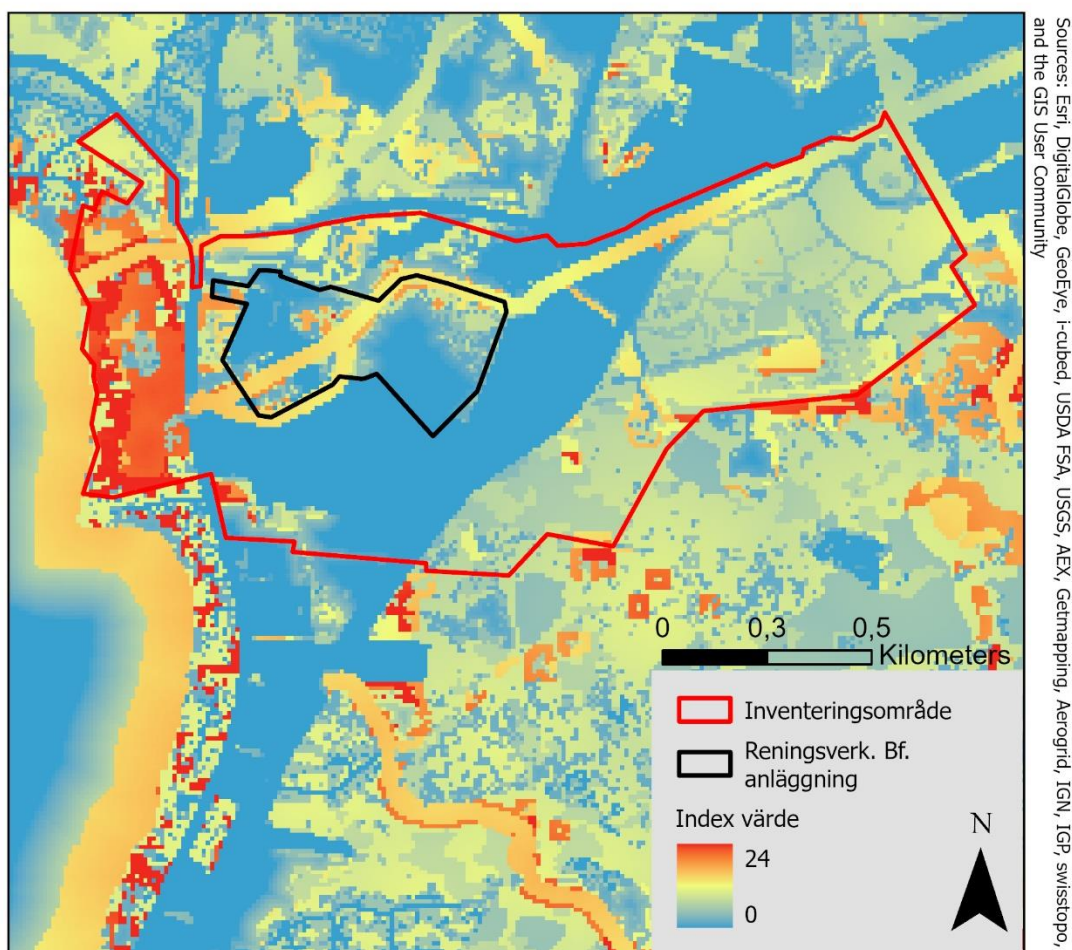 Sources: Esri, DigitalGlobe, GeoEye, i-cubed, USDA FSA, USGS, AEX, Getmapping, Aerogrid, IGN, IGP, swisstopo,
and the GIS User Community
0 0,3 0,5
Kilometers
Inventeringsområde
Reningsverk. Bf.
anläggning
Index värde
24
0
N